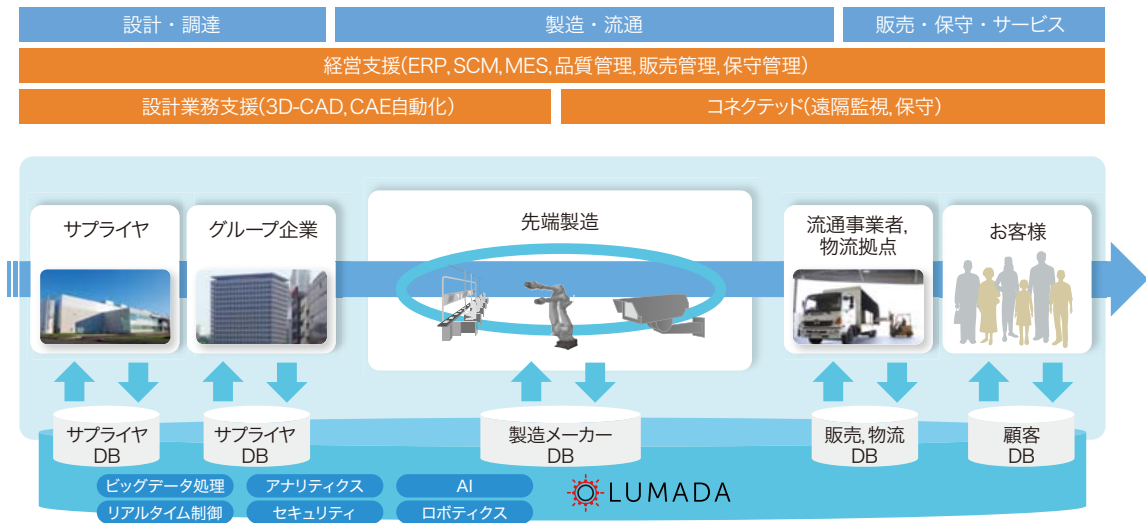 設計・調達
製造・流通
販売・保守・サービス
経営支援(ERP,SCM,MES,品質管理,販売管理,保守管理)
設計業務支援(3D-CAD,CAE自動化)
コネクテッド(遠隔監視,保守)
サプライヤ
グループ企業
先端製造
流通事業者,
物流拠点
お客様
サプライヤ
DB
サプライヤ
DB
製造メーカー
DB
販売,物流
DB
顧客
DB
ビッグデータ処理
アナリティクス
AI
リアルタイム制御
セキュリティ
ロボティクス
LUMADA